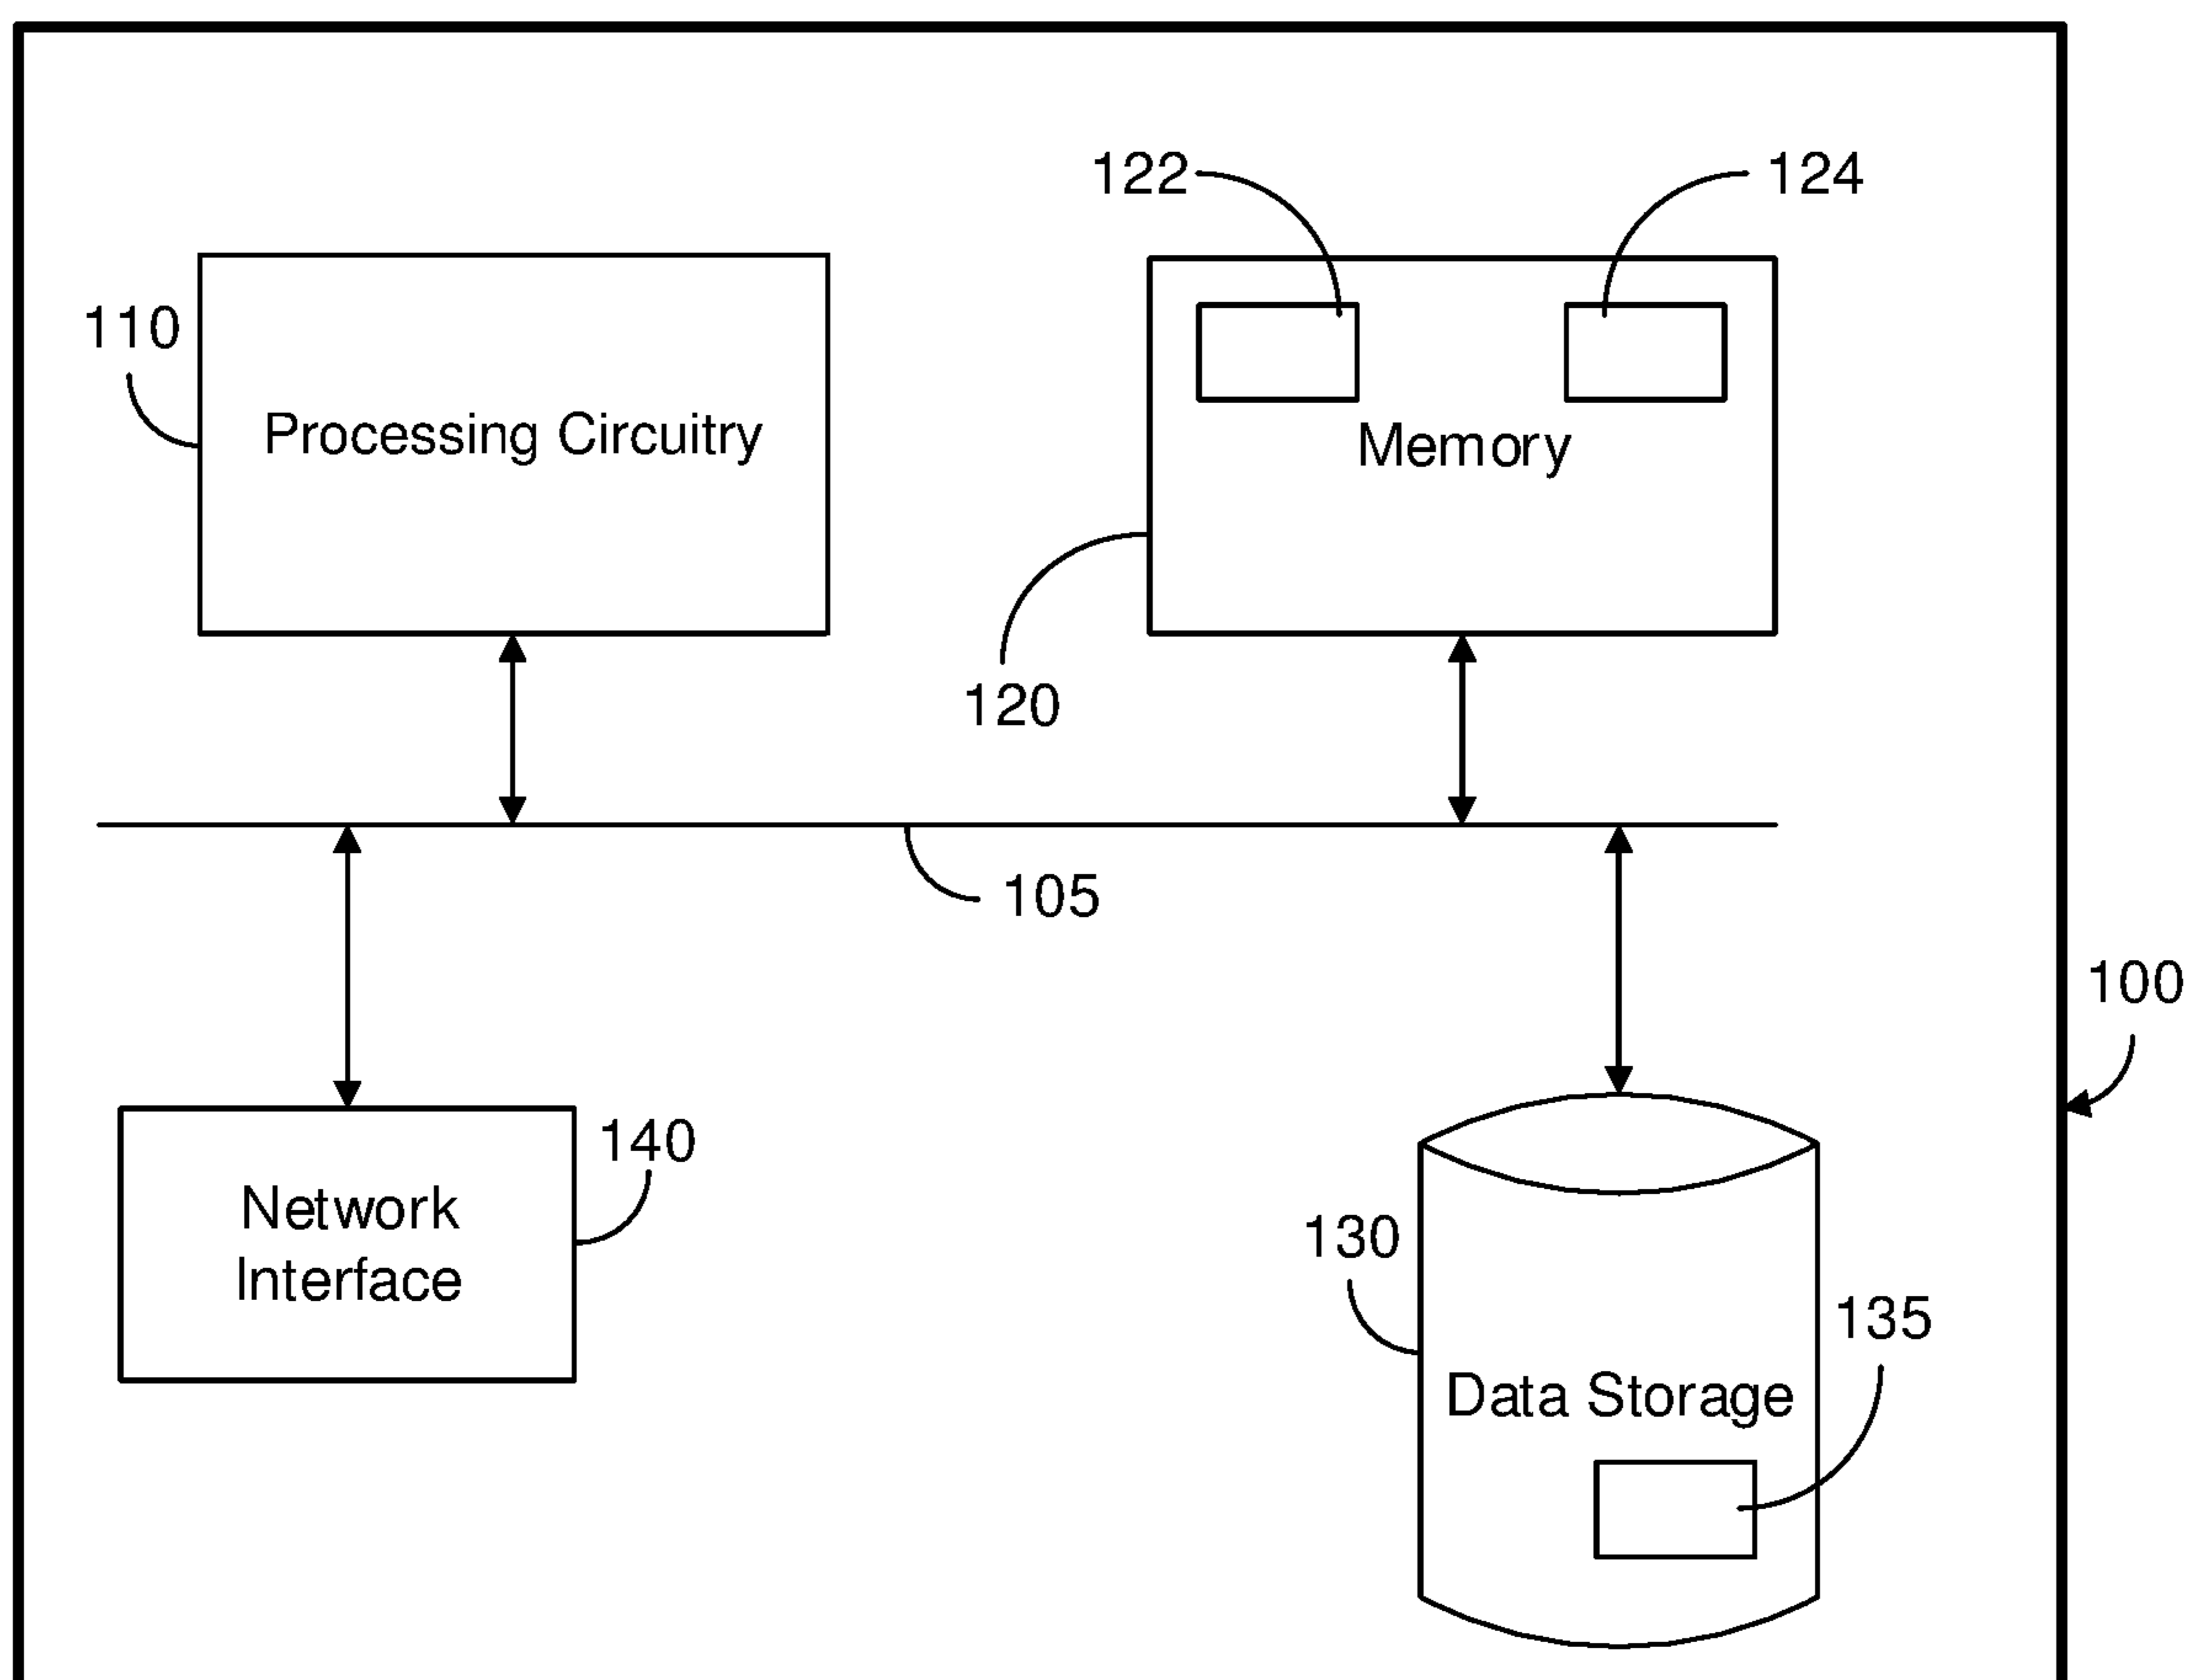 122
124
110
Processing Circuitry
Memory
120
105
100
140
Network
Interface
130
135
Data Storage